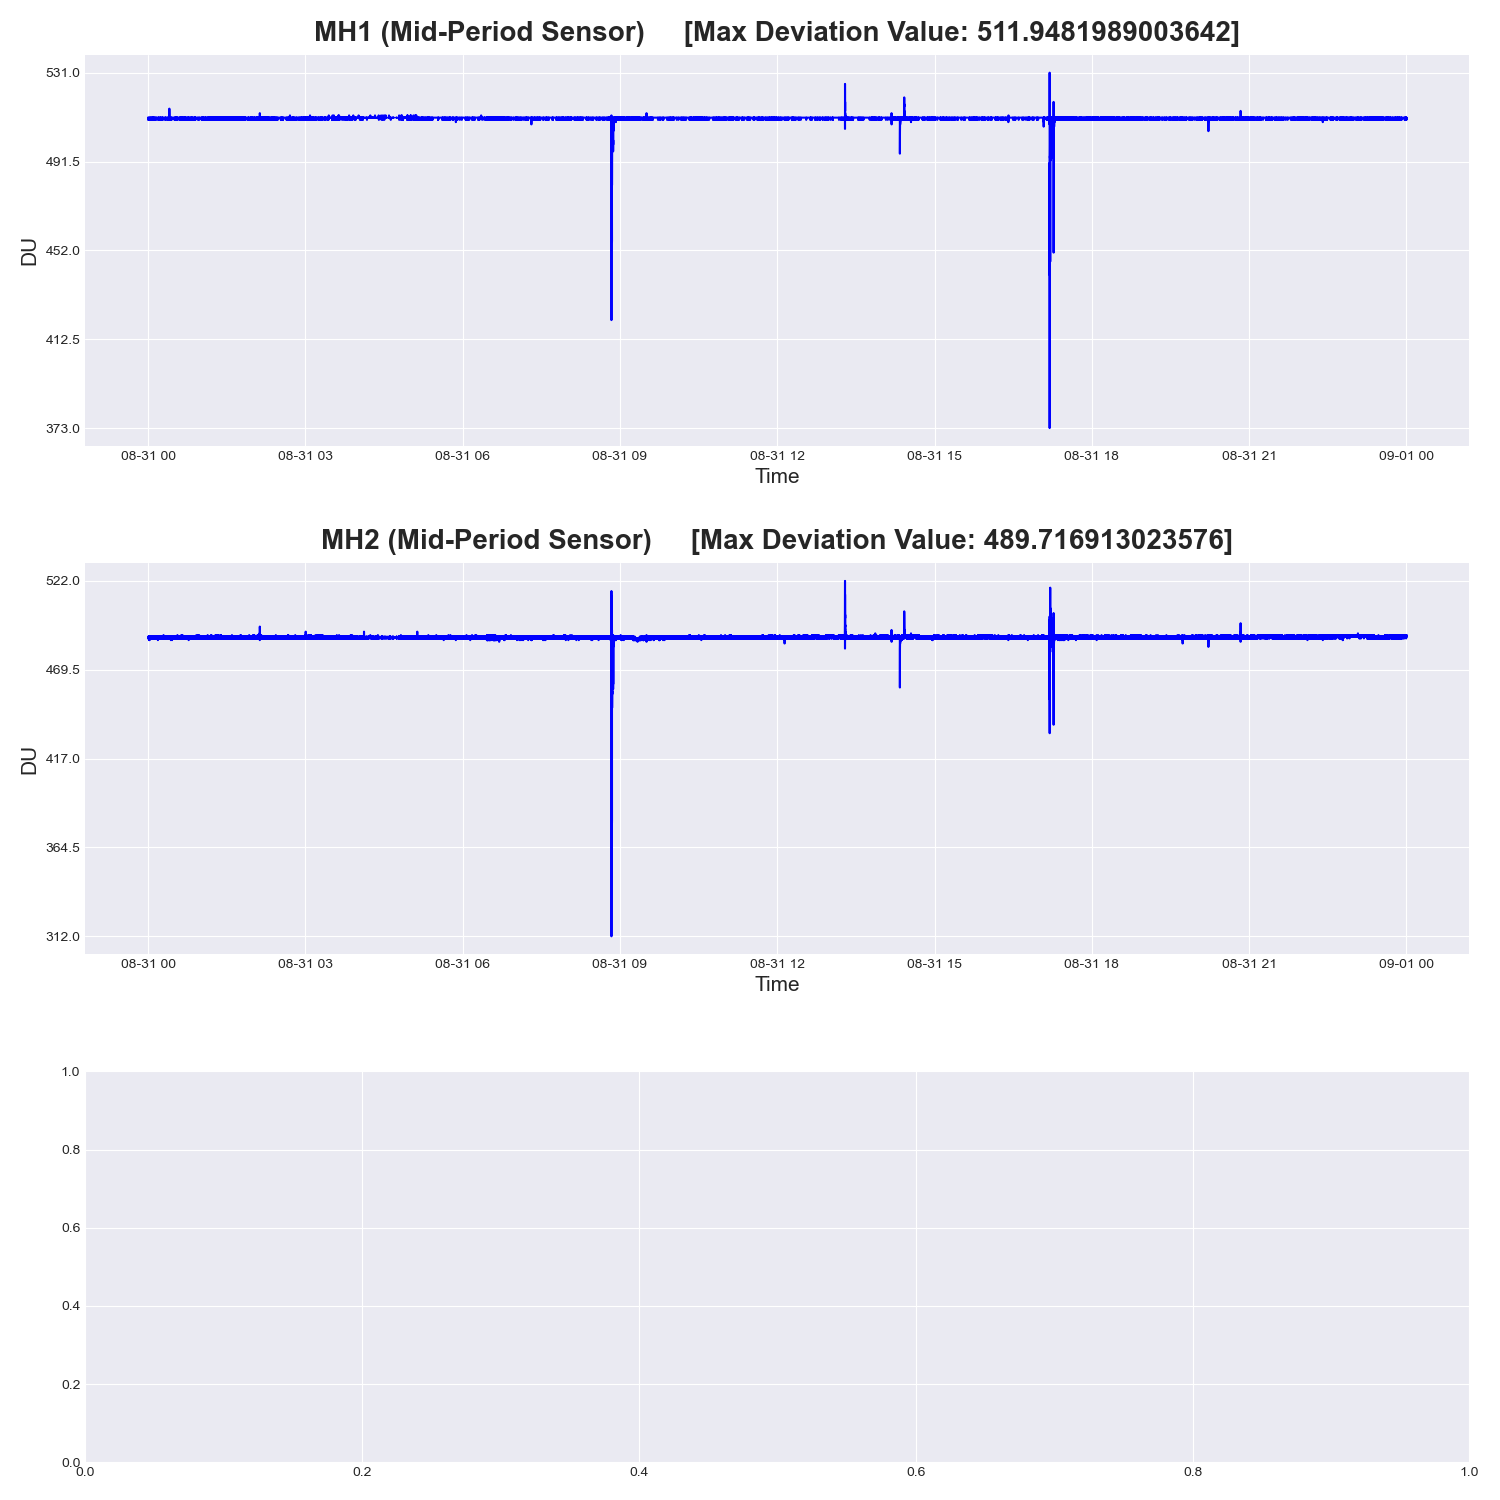 MH1 (Mid-Period Sensor) [Max Deviation Value: 511.9481989003642]
531.0
491.5
452.0
412.5
373.0
DU
08-31 00 08-31 03 08-31 06 08-31 09 08-31 12 08-31 15 08-31 18 08-31 21 09-01 00
Time
MH2 (Mid-Period Sensor) [Max Deviation Value: 489.716913023576]
522.0
469.5
417.0
364.5
312.0
DU
08-31 00 08-31 03 08-31 06 08-31 09 08-31 12 08-31 15 08-31 18 08-31 21 09-01 00
Time
1.0
0.8
0.6
0.4
0.2
0.0
0.0 0.2 0.4 0.6 0.8 1.0